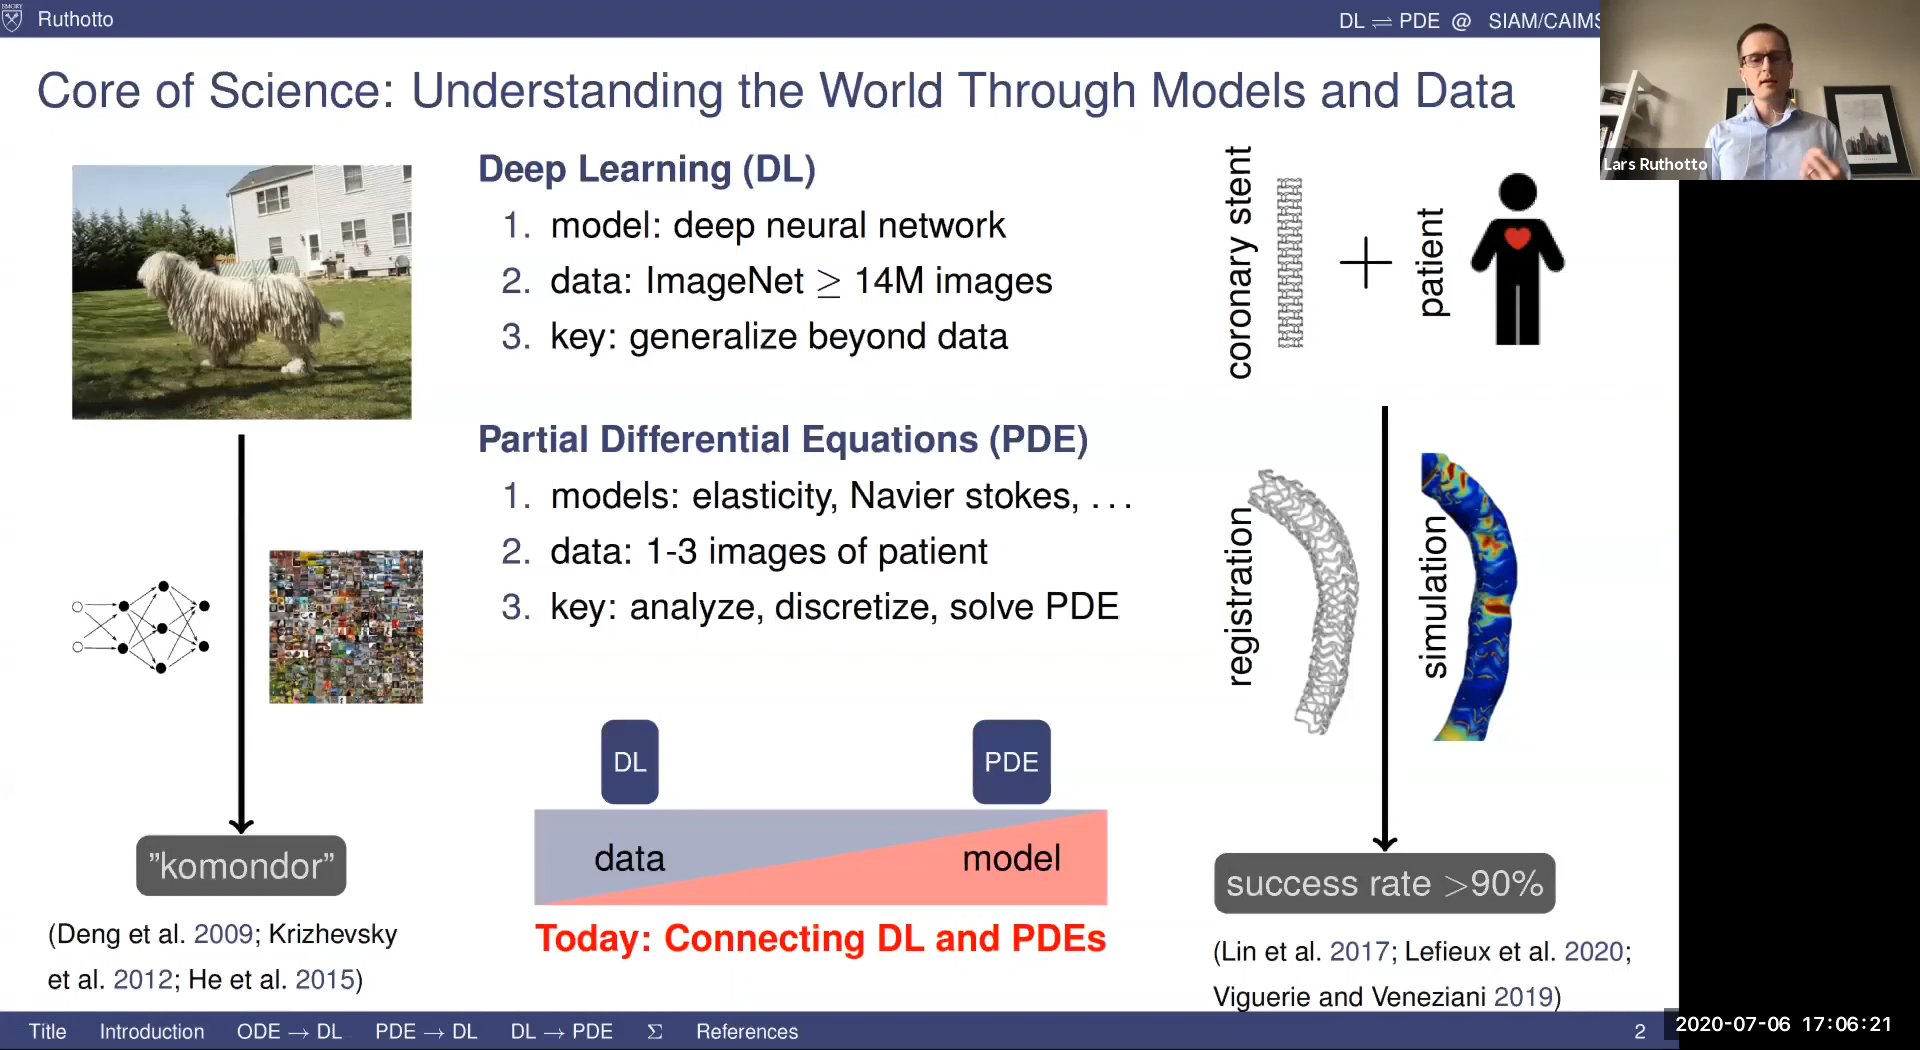 EMORY
Ruthotto
DL ⇌ PDE @ SIAM/CAIMS
Core of Science: Understanding the World Through Models and Data
Lars Ruthotto
Deep Learning (DL)
1. model: deep neural network
2. data: ImageNet ≥ 14M images
3. key: generalize beyond data
Partial Differential Equations (PDE)
1. models: elasticity, Navier stokes, . . .
2. data: 1-3 images of patient
3. key: analyze, discretize, solve PDE
coronary stent
+
patient
registration
simulation
DL
PDE
data
model
Today: Connecting DL and PDEs
”komondor”
(Deng et al. 2009; Krizhevsky
et al. 2012; He et al. 2015)
success rate >90%
(Lin et al. 2017; Lefieux et al. 2020;
Viguerie and Veneziani 2019)
Title Introduction ODE → DL PDE → DL DL → PDE Σ References
2
2020-07-06 17:06:21